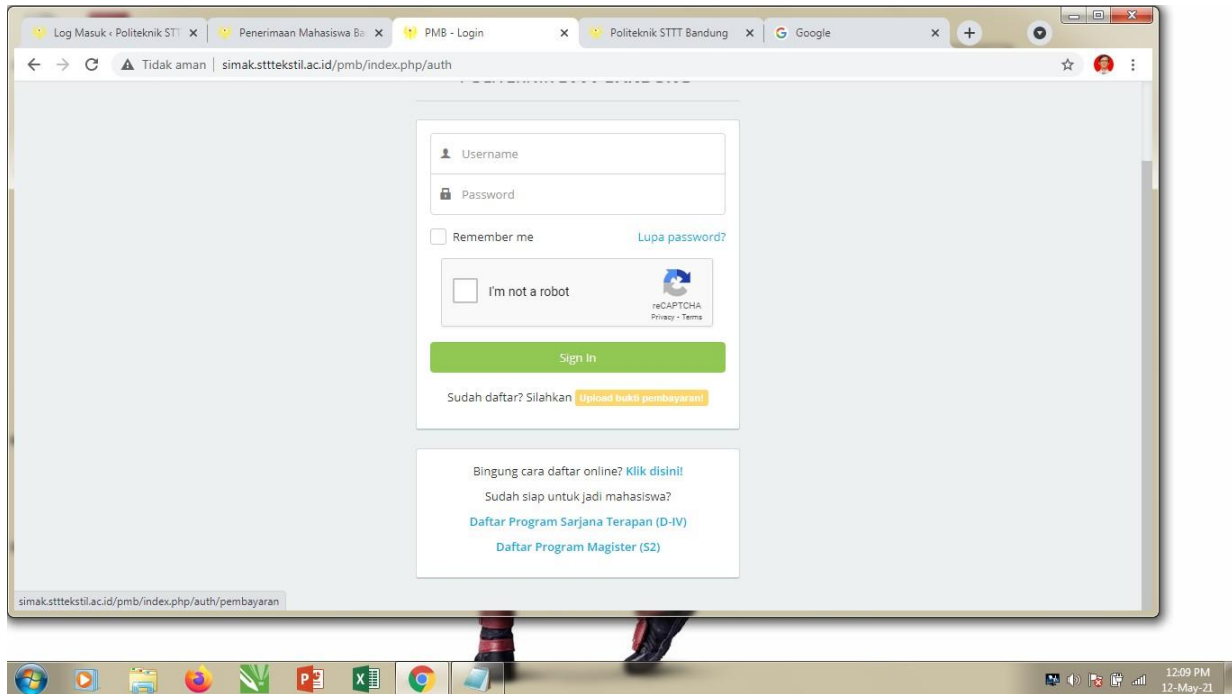 Log Masuk ‹ Politeknik STT
Penerimaan Mahasiswa Ba
PMB - Login
Politeknik STTT Bandung
Google
Tidak aman | simak.stttekstil.ac.id/pmb/index.php/auth
Username
Password
Remember me
Lupa password?
I'm not a robot
reCAPTCHA
Privacy - Terms
Sign In
Sudah daftar? Silahkan Upload bukti pembayaran!
Bingung cara daftar online? Klik disini!
Sudah siap untuk jadi mahasiswa?
Daftar Program Sarjana Terapan (D-IV)
Daftar Program Magister (S2)
simak.stttekstil.ac.id/pmb/index.php/auth/pembayaran
12:09 PM
12-May-21